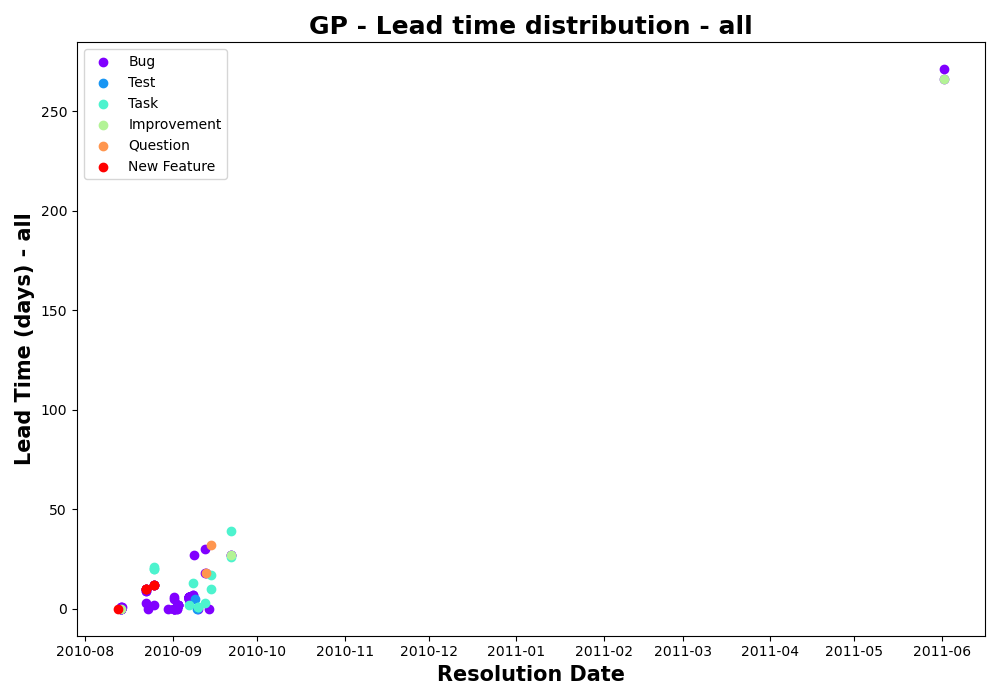 GP - Lead time distribution - all
Bug
Test
Task
Improvement
Question
New Feature
Lead Time (days) - all
250
200
150
100
50
0
2010-08 2010-09 2010-10 2010-11 2010-12 2011-01 2011-02 2011-03 2011-04 2011-05 2011-06
Resolution Date